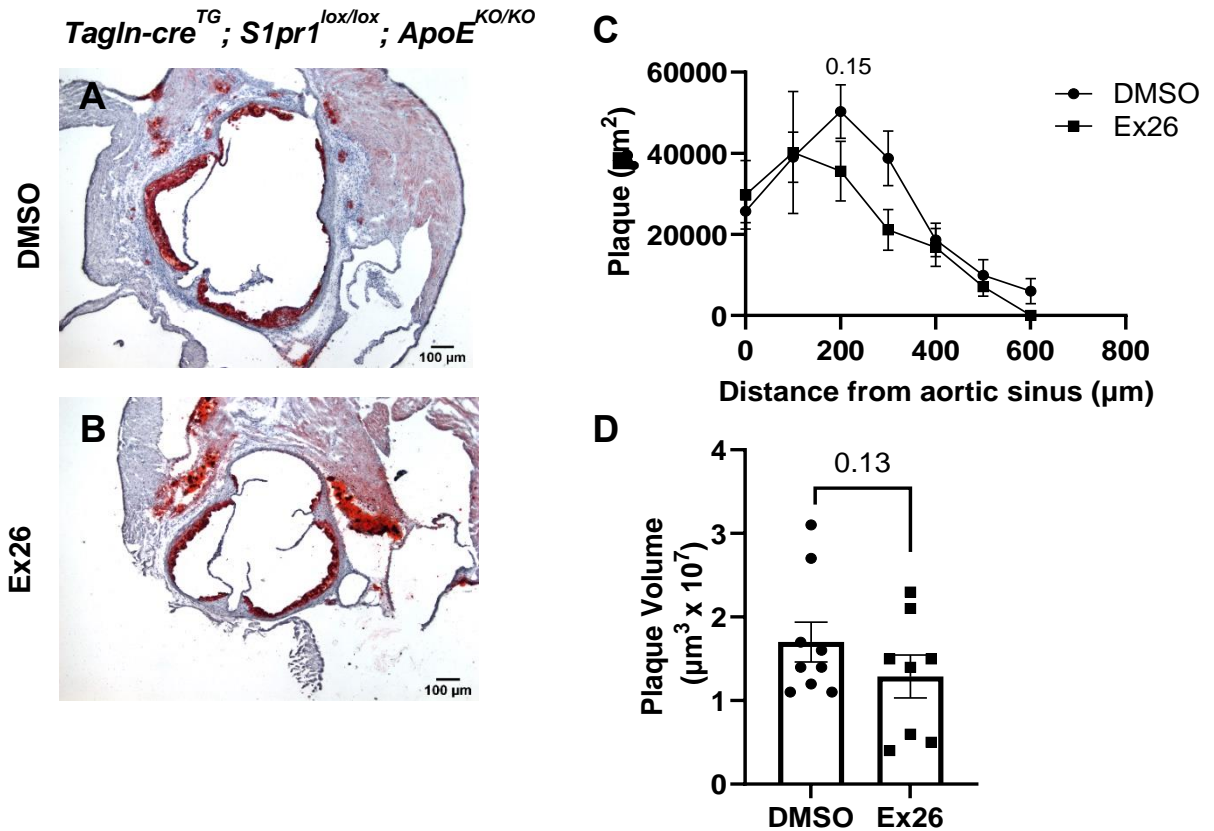 Tagln-cre^TG; S1pr1^lox/lox; ApoE^KO/KO
A
DMSO
100 µm
B
Ex26
100 µm
C
0.15
DMSO
Ex26
60000
40000
20000
0
Plaque (µm²)
0 200 400 600 800
Distance from aortic sinus (µm)
D
0.13
4
3
2
1
0
Plaque Volume
(µm³ x 10⁷)
DMSO Ex26